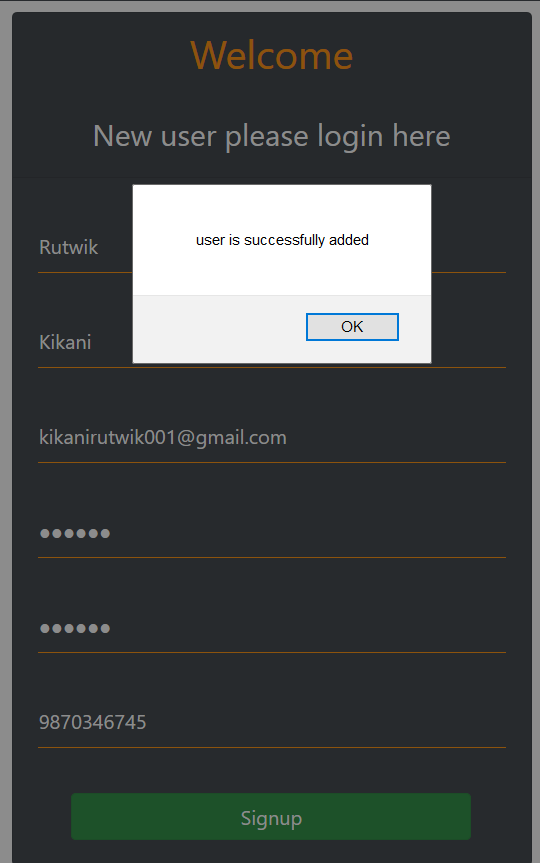 Welcome
New user please login here
user is successfully added
OK
Rutwik
Kikani
kikanirutwik001@gmail.com
●●●●●●
●●●●●●
9870346745
Signup